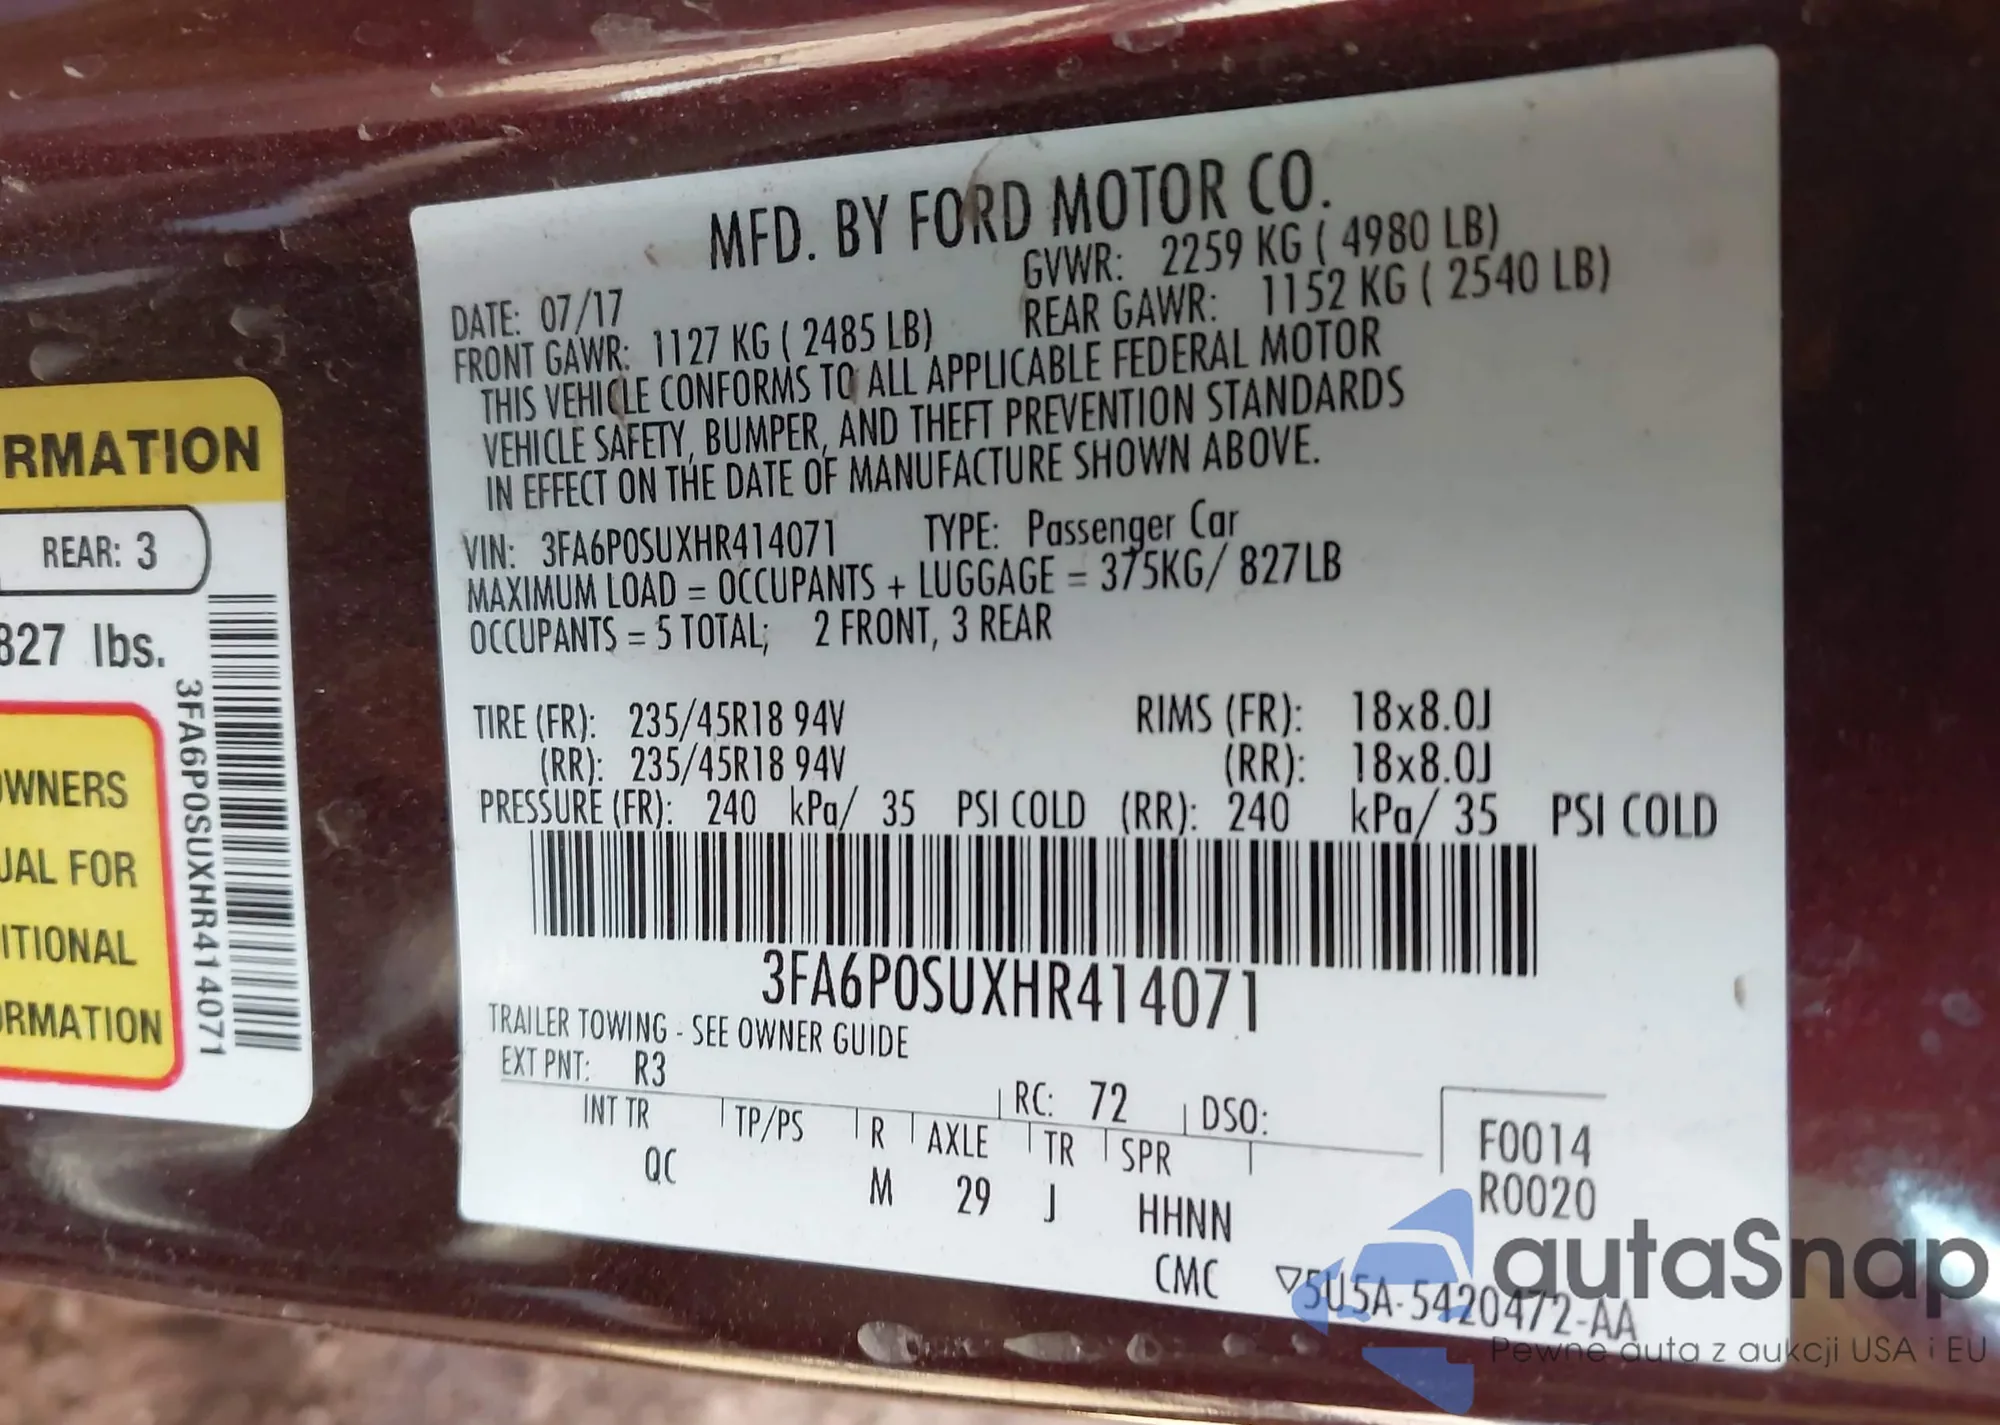 RMATION
REAR: 3
827 lbs.
OWNERS
UAL FOR
ITIONAL
ORMATION
3FA6P0SUXHR414071
MFD. BY FORD MOTOR CO.
DATE: 07/17 GVWR: 2259 KG ( 4980 LB)
FRONT GAWR: 1127 KG ( 2485 LB) REAR GAWR: 1152 KG ( 2540 LB)
THIS VEHICLE CONFORMS TO ALL APPLICABLE FEDERAL MOTOR
VEHICLE SAFETY, BUMPER, AND THEFT PREVENTION STANDARDS
IN EFFECT ON THE DATE OF MANUFACTURE SHOWN ABOVE.
VIN: 3FA6P0SUXHR414071 TYPE: Passenger Car
MAXIMUM LOAD = OCCUPANTS + LUGGAGE = 375KG/ 827LB
OCCUPANTS = 5 TOTAL; 2 FRONT, 3 REAR
TIRE (FR): 235/45R18 94V RIMS (FR): 18x8.0J
(RR): 235/45R18 94V (RR): 18x8.0J
PRESSURE (FR): 240 kPa/ 35 PSI COLD (RR): 240 kPa/ 35 PSI COLD
3FA6P0SUXHR414071
TRAILER TOWING - SEE OWNER GUIDE
EXT PNT: R3 RC: 72 DSO:
INT TR TP/PS R AXLE TR SPR F0014
QC M 29 J HHNN R0020
CMC ▽5U5A-5420472-AA
autaSnap
Pewne auta z aukcji USA i EU